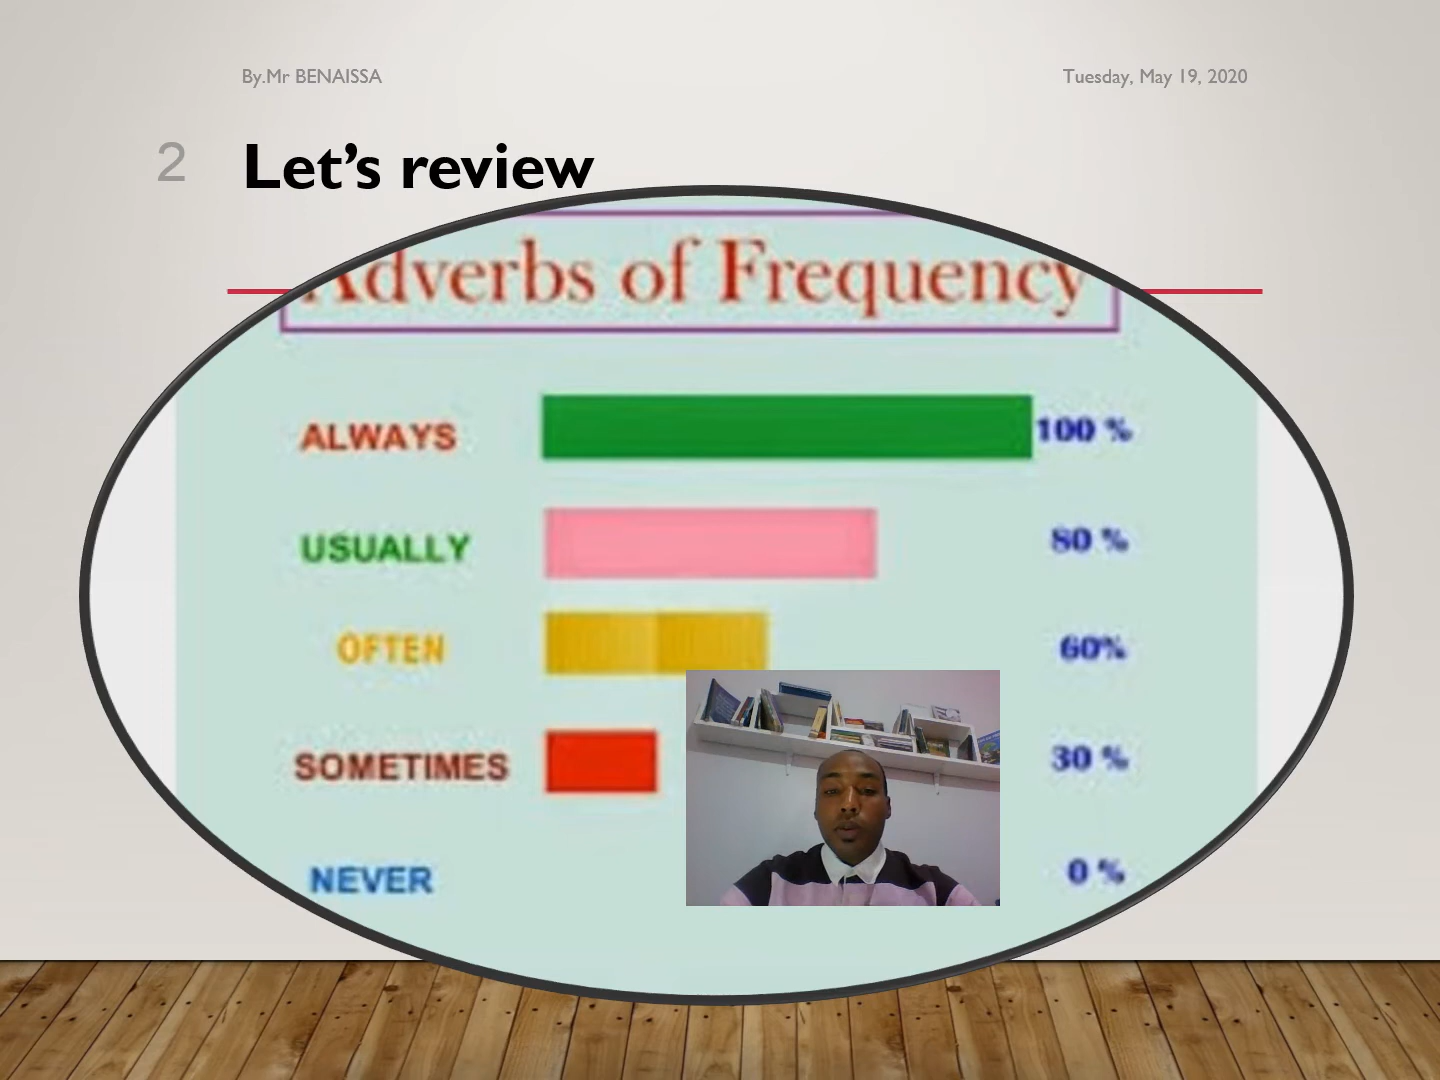 By.Mr BENAISSA
Tuesday, May 19, 2020
2
Let’s review
Adverbs of Frequency
ALWAYS 100 %
USUALLY 80 %
OFTEN 60%
SOMETIMES 30 %
NEVER 0 %